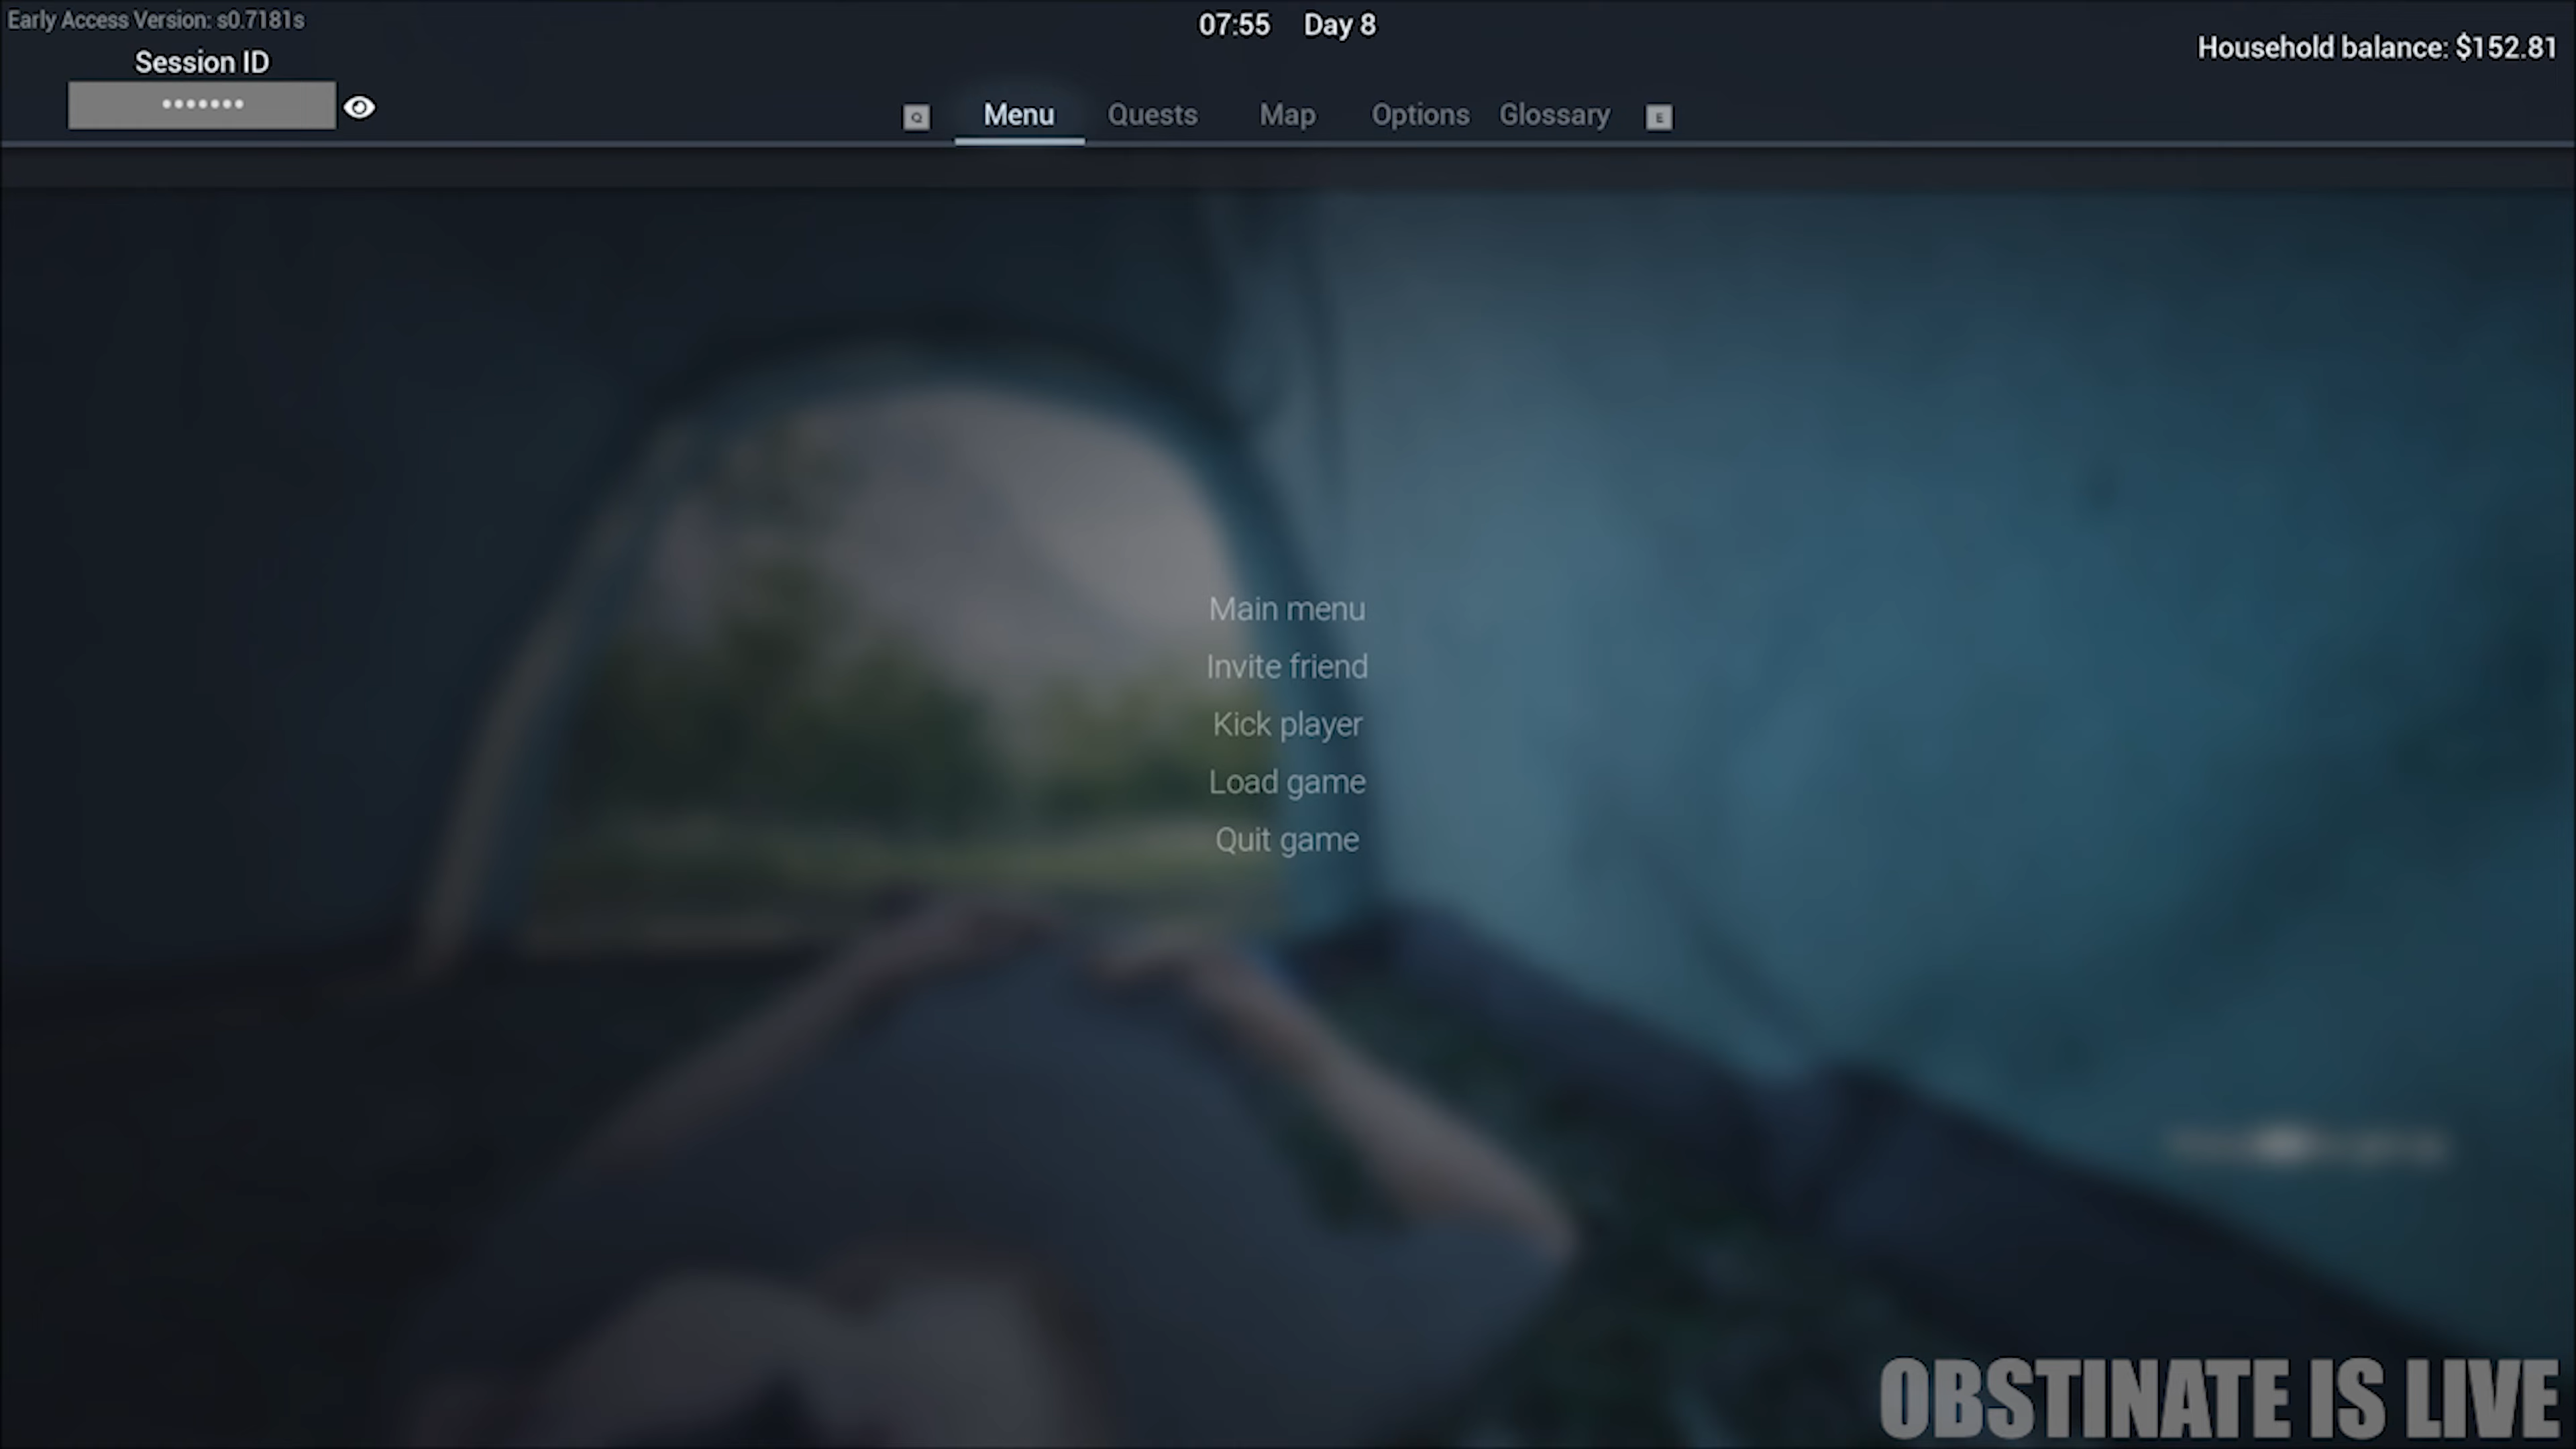 Early Access Version: s0.7181s
07:55 Day 8
Household balance: $152.81
Session ID
Q Menu Quests Map Options Glossary E
Main menu
Invite friend
Kick player
Load game
Quit game
OBSTINATE IS LIVE